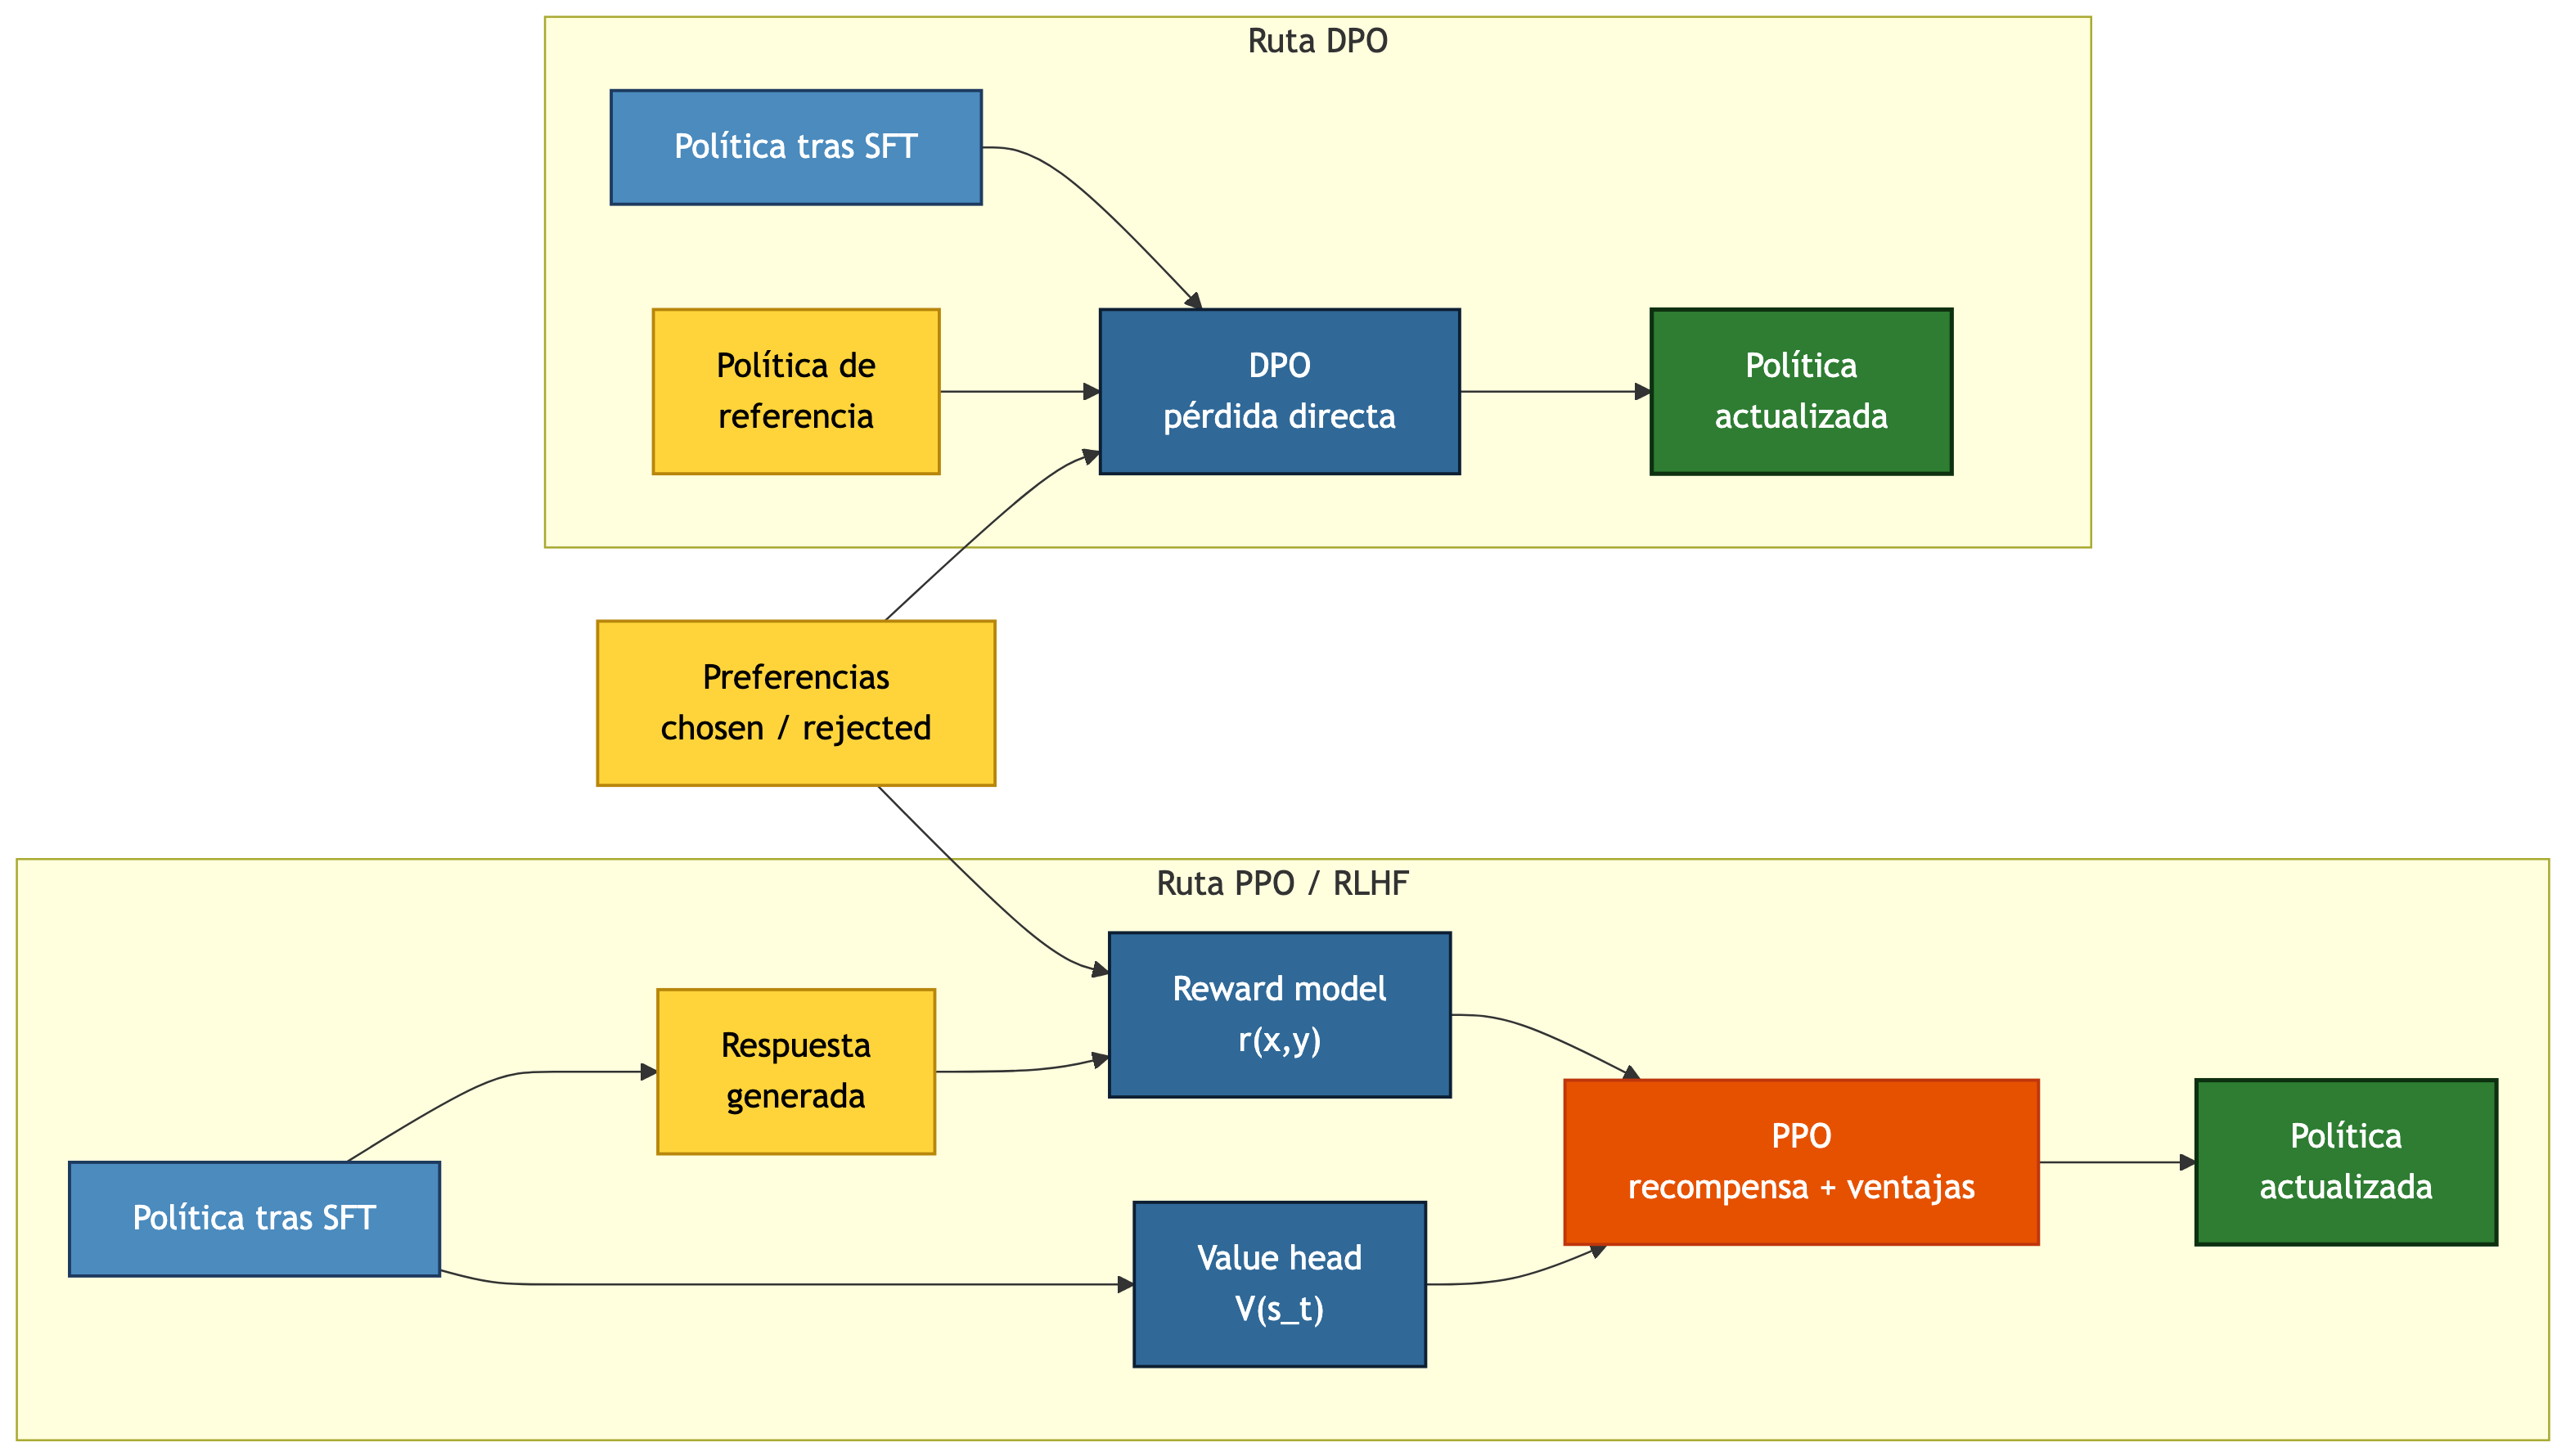 Ruta DPO
Política tras SFT
Política de
referencia
DPO
pérdida directa
Política
actualizada
Preferencias
chosen / rejected
Ruta PPO / RLHF
Política tras SFT
Respuesta
generada
Reward model
r(x,y)
Value head
V(s_t)
PPO
recompensa + ventajas
Política
actualizada